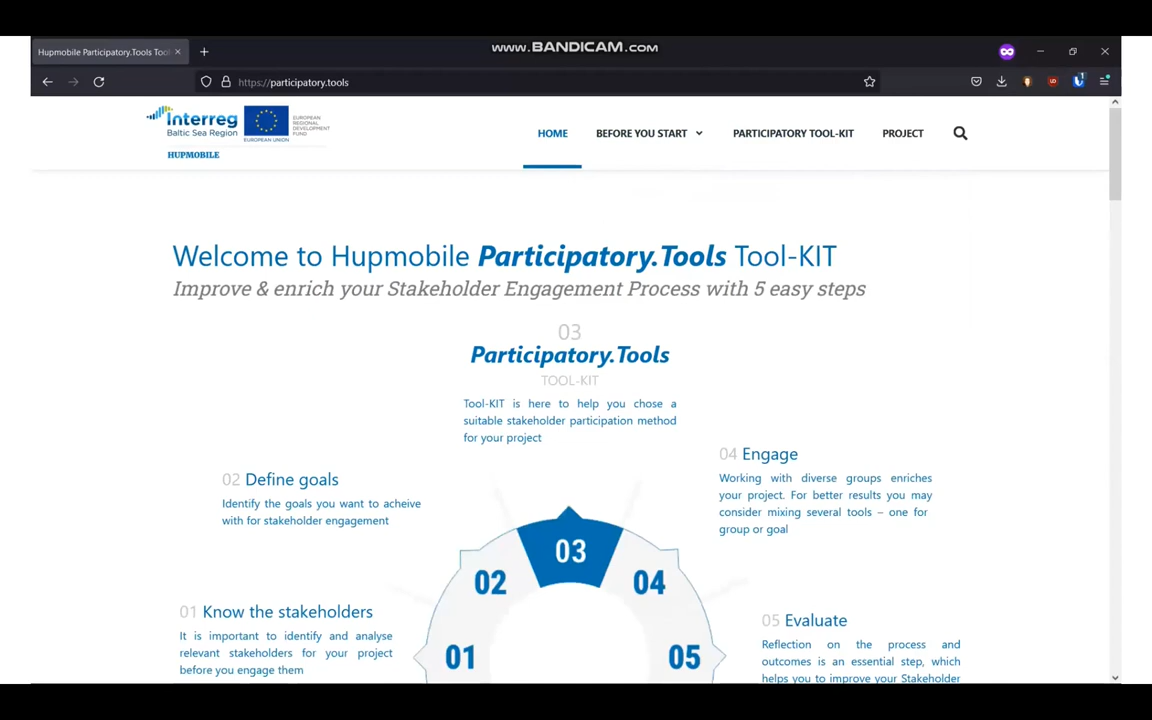 www.BANDICAM.com
Hupmobile Participatory.Tools Too
https://participatory.tools
Interreg
Baltic Sea Region
EUROPEAN UNION
EUROPEAN
REGIONAL
DEVELOPMENT
FUND
HUPMOBILE
HOME
BEFORE YOU START
PARTICIPATORY TOOL-KIT
PROJECT
Welcome to Hupmobile Participatory.Tools Tool-KIT
Improve & enrich your Stakeholder Engagement Process with 5 easy steps
03
Participatory.Tools
TOOL-KIT
Tool-KIT is here to help you chose a
suitable stakeholder participation method
for your project
04 Engage
Working with diverse groups enriches
your project. For better results you may
consider mixing several tools – one for
group or goal
02 Define goals
Identify the goals you want to acheive
with for stakeholder engagement
03
02
04
01 Know the stakeholders
It is important to identify and analyse
relevant stakeholders for your project
before you engage them
05 Evaluate
Reflection on the process and
outcomes is an essential step, which
helps you to improve your Stakeholder
01
05